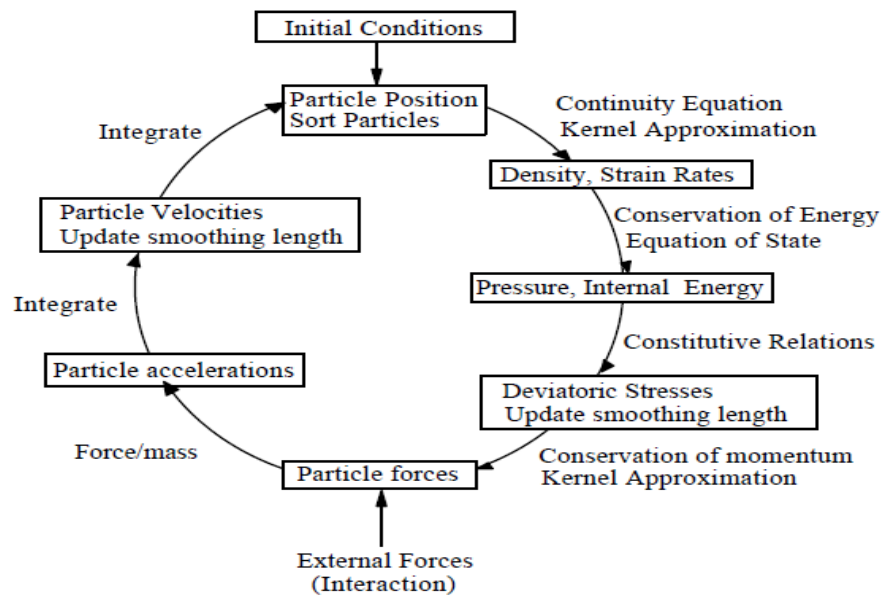 Initial Conditions
Particle Position
Sort Particles
Continuity Equation
Kernel Approximation
Integrate
Density, Strain Rates
Particle Velocities
Update smoothing length
Conservation of Energy
Equation of State
Pressure, Internal Energy
Integrate
Constitutive Relations
Particle accelerations
Deviatoric Stresses
Update smoothing length
Force/mass
Conservation of momentum
Kernel Approximation
Particle forces
External Forces
(Interaction)